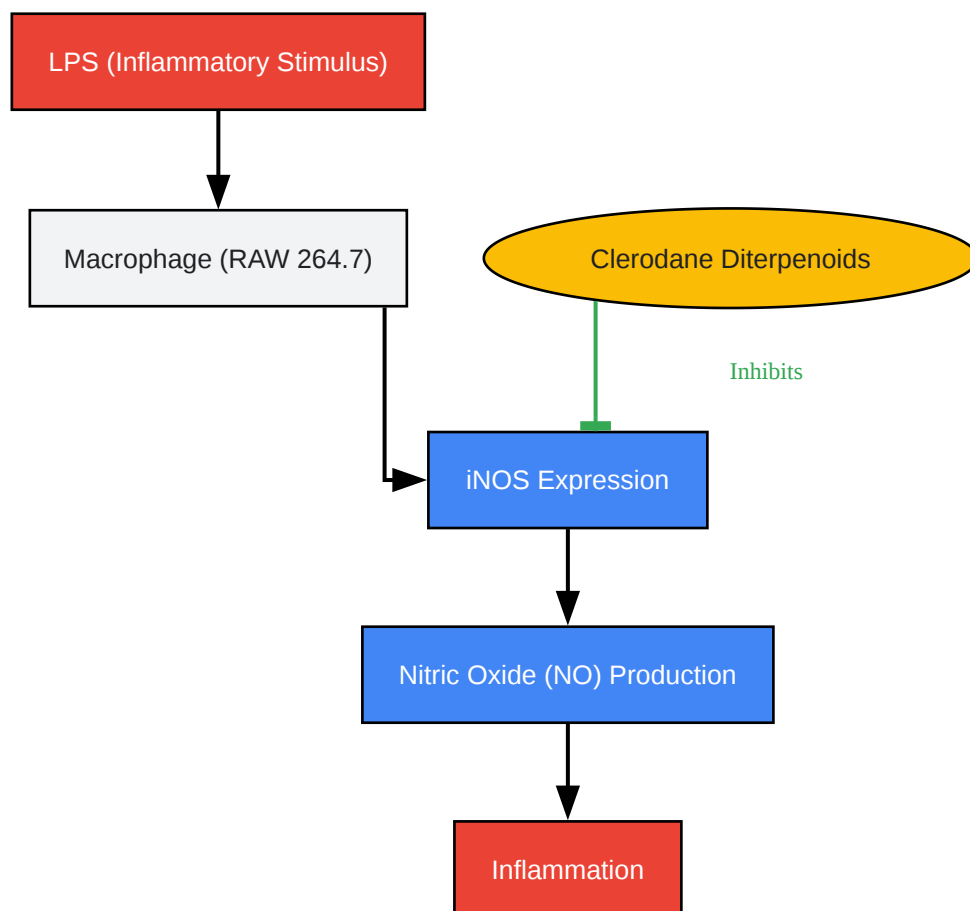 LPS (Inflammatory Stimulus)
Macrophage (RAW 264.7)
Clerodane Diterpenoids
Inhibits
iNOS Expression
Nitric Oxide (NO) Production
Inflammation